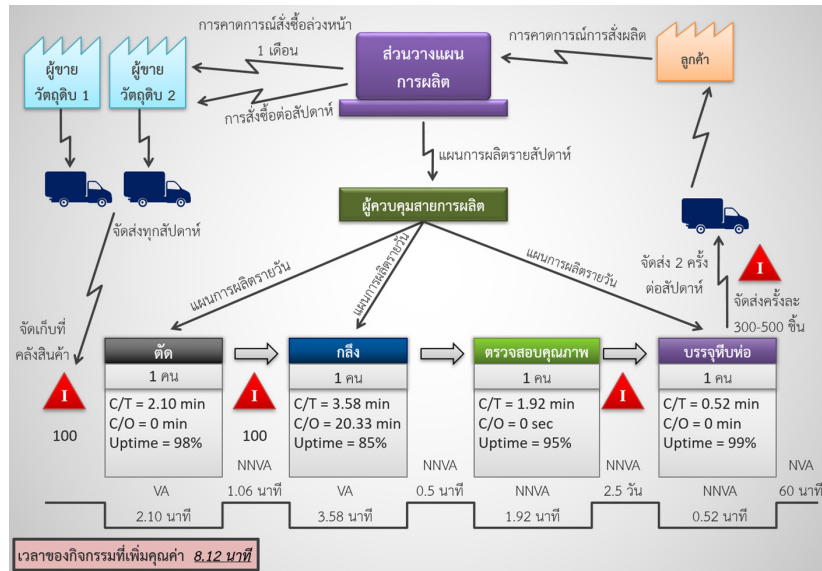 การคาดการณ์สั่งซื้อล่วงหน้า
1 เดือน
การสั่งซื้อต่อสัปดาห์
ผู้ขาย
วัตถุดิบ 1
ผู้ขาย
วัตถุดิบ 2
ส่วนวางแผน
การผลิต
การคาดการณ์การสั่งผลิต
ลูกค้า
แผนการผลิตรายสัปดาห์
ผู้ควบคุมสายการผลิต
จัดส่งทุกสัปดาห์
แผนการผลิตรายวัน
แผนการผลิตรายวัน
แผนการผลิตรายวัน
จัดส่ง 2 ครั้ง
ต่อสัปดาห์
I
จัดส่งครั้งละ
300-500 ชิ้น
จัดเก็บที่
คลังสินค้า
I
100
ตัด
1 คน
C/T = 2.10 min
C/O = 0 min
Uptime = 98%
I
100
กลึง
1 คน
C/T = 3.58 min
C/O = 20.33 min
Uptime = 85%
ตรวจสอบคุณภาพ
1 คน
C/T = 1.92 min
C/O = 0 sec
Uptime = 95%
I
บรรจุหีบห่อ
1 คน
C/T = 0.52 min
C/O = 0 min
Uptime = 99%
NNVA
NNVA
NNVA
NVA
VA
1.06 นาที
VA
0.5 นาที
NNVA
2.5 วัน
NNVA
60 นาที
2.10 นาที
3.58 นาที
1.92 นาที
0.52 นาที
เวลาของกิจกรรมที่เพิ่มคุณค่า 8.12 นาที